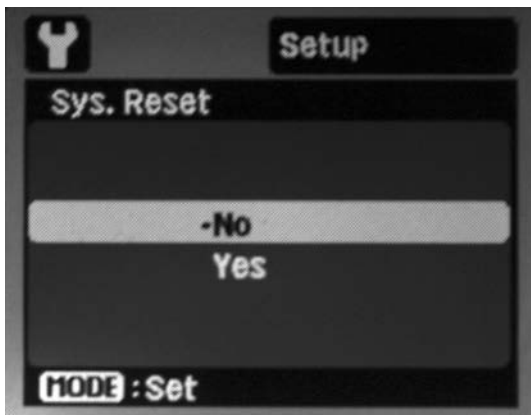 Setup
Sys. Reset
-No
Yes
MODE :Set